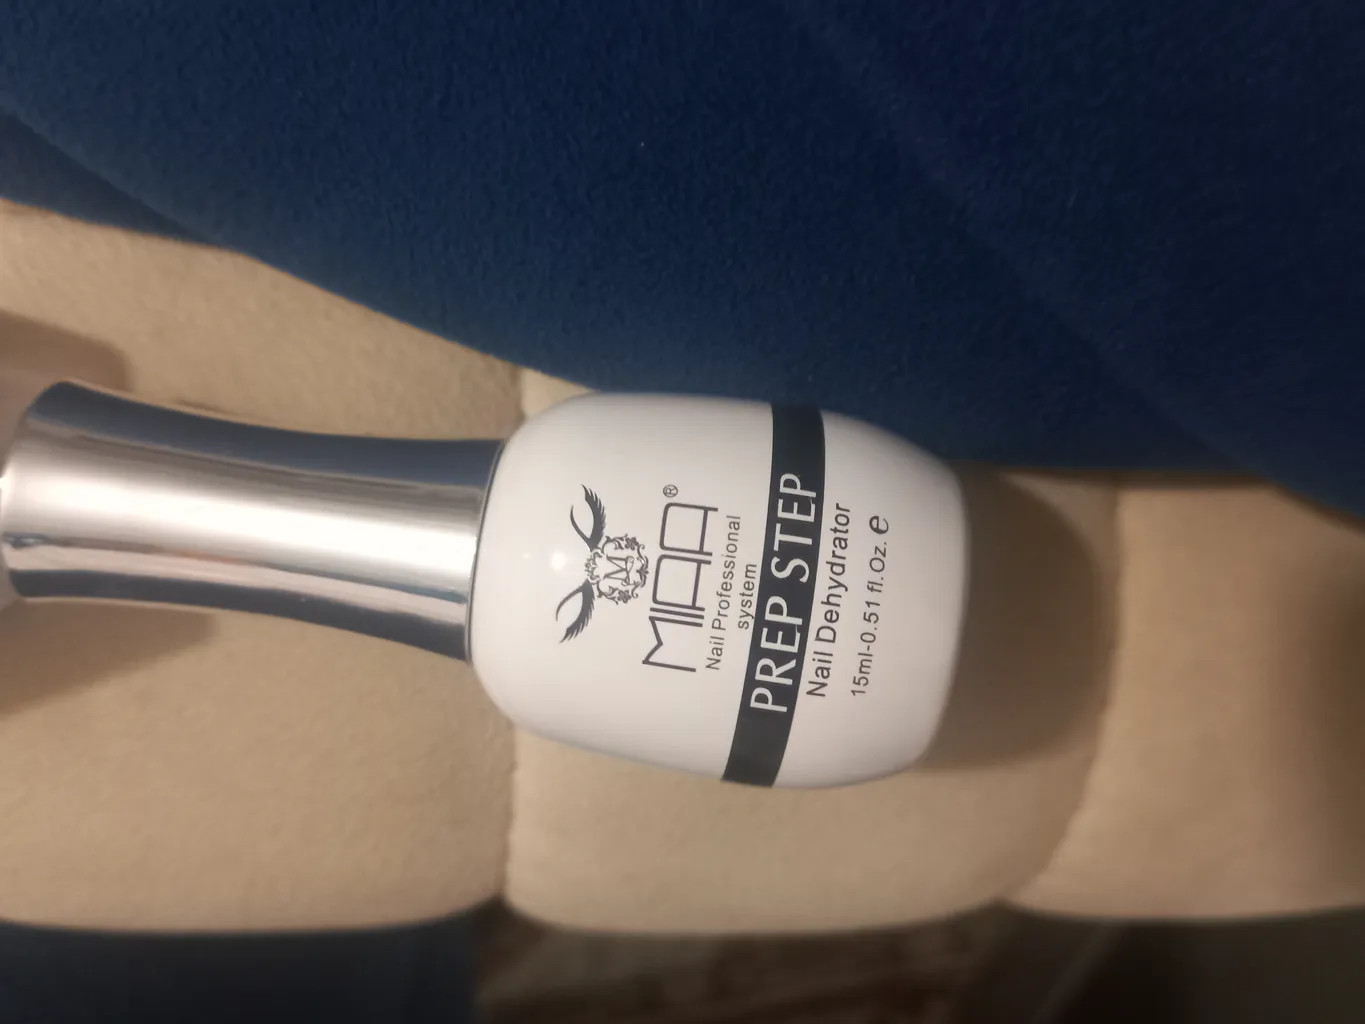 M
MIAA®
Nail Professional
system
PREP STEP
Nail Dehydrator
15ml-0.51 fl.Oz. e